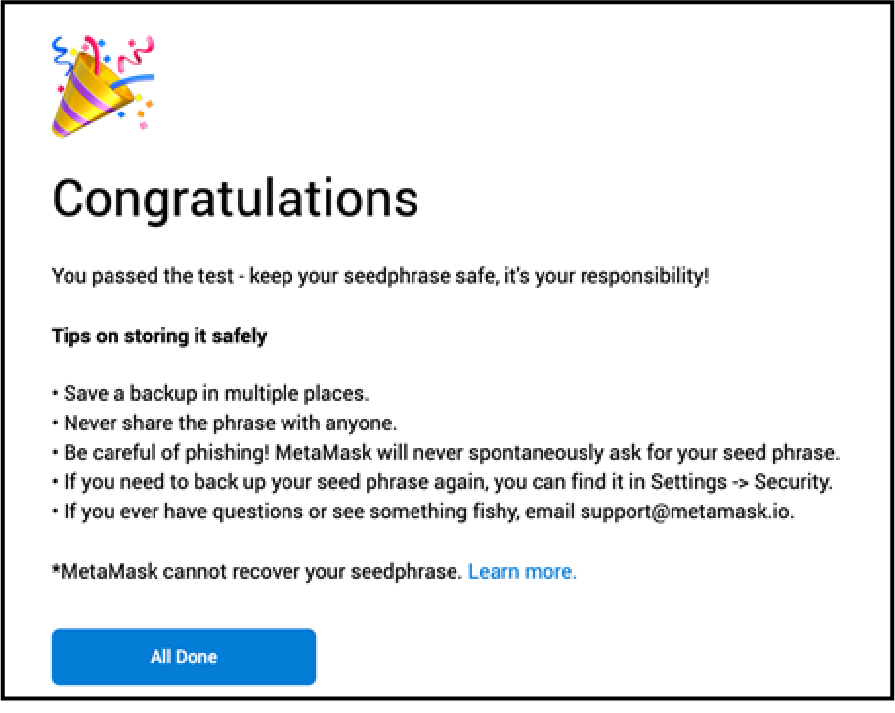 Congratulations
You passed the test - keep your seedphrase safe, it's your responsibility!
Tips on storing it safely
• Save a backup in multiple places.
• Never share the phrase with anyone.
• Be careful of phishing! MetaMask will never spontaneously ask for your seed phrase.
• If you need to back up your seed phrase again, you can find it in Settings -> Security.
• If you ever have questions or see something fishy, email support@metamask.io.
*MetaMask cannot recover your seedphrase. Learn more.
All Done